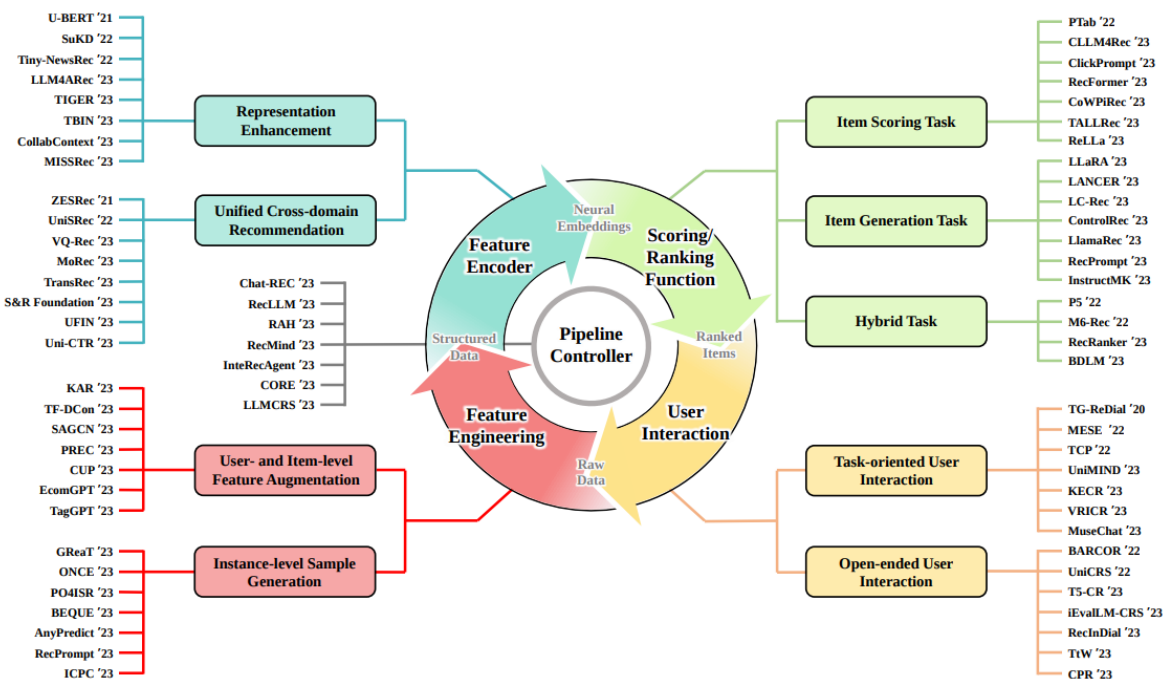 U-BERT ′21
SuKD ′22
Tiny-NewsRec ′22
LLM4ARec ′23
TIGER ′23
TBIN ′23
CollabContext ′23
MISSRec ′23
Representation
Enhancement
ZESRec ′21
UniSRec ′22
VQ-Rec ′23
MoRec ′23
TransRec ′23
S&R Foundation ′23
UFIN ′23
Uni-CTR ′23
Unified Cross-domain
Recommendation
Chat-REC ′23
RecLLM ′23
RAH ′23
RecMind ′23
InteRecAgent ′23
CORE ′23
LLMCRS ′23
KAR ′23
TF-DCon ′23
SAGCN ′23
PREC ′23
CUP ′23
EcomGPT ′23
TagGPT ′23
User- and Item-level
Feature Augmentation
GReaT ′23
ONCE ′23
PO4ISR ′23
BEQUE ′23
AnyPredict ′23
RecPrompt ′23
ICPC ′23
Instance-level Sample
Generation
Feature
Encoder
Neural
Embeddings
Scoring/
Ranking
Function
Structured
Data
Pipeline
Controller
Ranked
Items
Feature
Engineering
User
Interaction
Raw
Data
Item Scoring Task
PTab ′22
CLLM4Rec ′23
ClickPrompt ′23
RecFormer ′23
CoWPiRec ′23
TALLRec ′23
ReLLa ′23
Item Generation Task
LLaRA ′23
LANCER ′23
LC-Rec ′23
ControlRec ′23
LlamaRec ′23
RecPrompt ′23
InstructMK ′23
Hybrid Task
P5 ′22
M6-Rec ′22
RecRanker ′23
BDLM ′23
Task-oriented User
Interaction
TG-ReDial ′20
MESE ′22
TCP ′22
UniMIND ′23
KECR ′23
VRICR ′23
MuseChat ′23
Open-ended User
Interaction
BARCOR ′22
UniCRS ′22
T5-CR ′23
iEvalLM-CRS ′23
RecInDial ′23
TtW ′23
CPR ′23